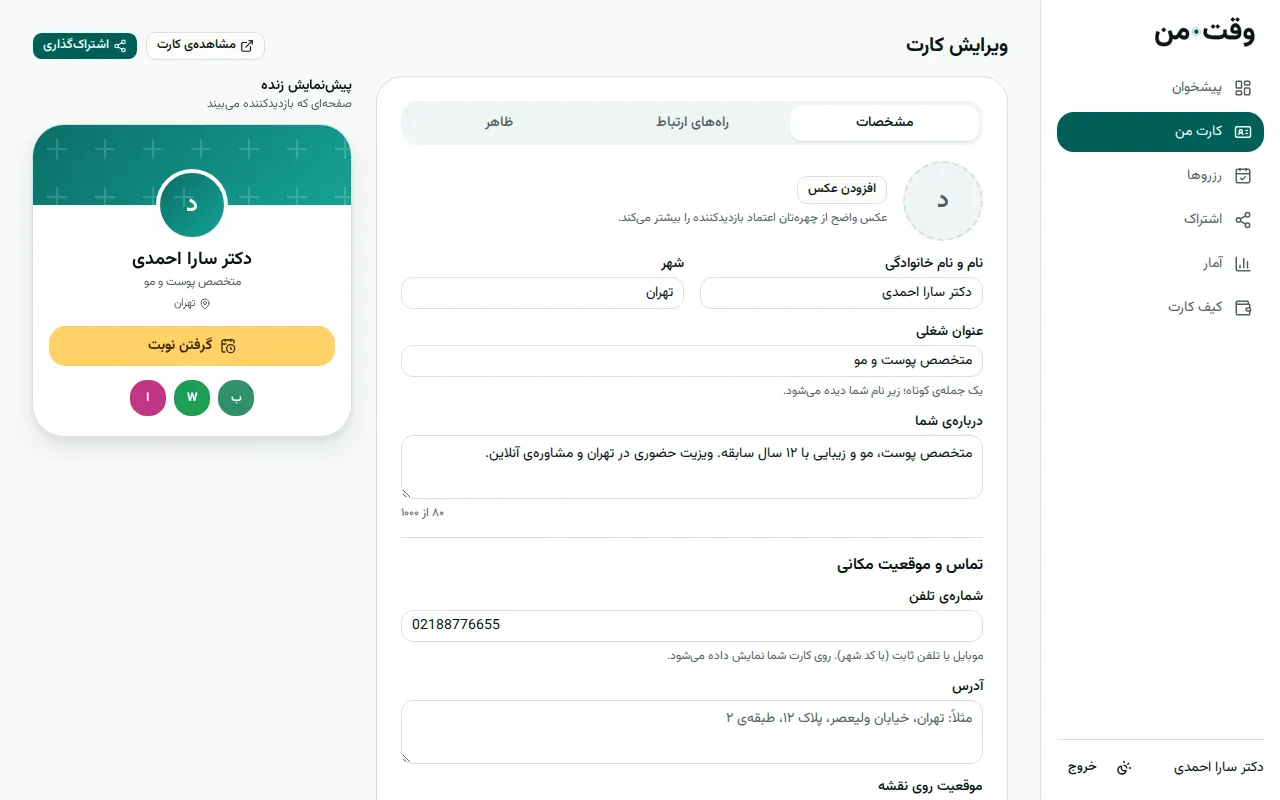 وقت من
پیشخوان
کارت من
رزروها
اشتراک
آمار
کیف کارت
دکتر سارا احمدی
خروج
ویرایش کارت
مشاهده‌ی کارت
اشتراک‌گذاری
مشخصات
راه‌های ارتباط
ظاهر
د
افزودن عکس
عکس واضح از چهره‌تان اعتماد بازدیدکننده را بیشتر می‌کند.
نام و نام خانوادگی
دکتر سارا احمدی
شهر
تهران
عنوان شغلی
متخصص پوست و مو
یک جمله‌ی کوتاه؛ زیر نام شما دیده می‌شود.
درباره‌ی شما
متخصص پوست، مو و زیبایی با ۱۲ سال سابقه. ویزیت حضوری در تهران و مشاوره‌ی آنلاین.
۸۰ از ۱۰۰۰
تماس و موقعیت مکانی
شماره‌ی تلفن
02188776655
موبایل یا تلفن ثابت (با کد شهر). روی کارت شما نمایش داده می‌شود.
آدرس
مثلاً: تهران، خیابان ولیعصر، پلاک ۱۲، طبقه‌ی ۲
موقعیت روی نقشه
پیش‌نمایش زنده
صفحه‌ای که بازدیدکننده می‌بیند
د
دکتر سارا احمدی
متخصص پوست و مو
تهران
گرفتن نوبت
ب
W
I